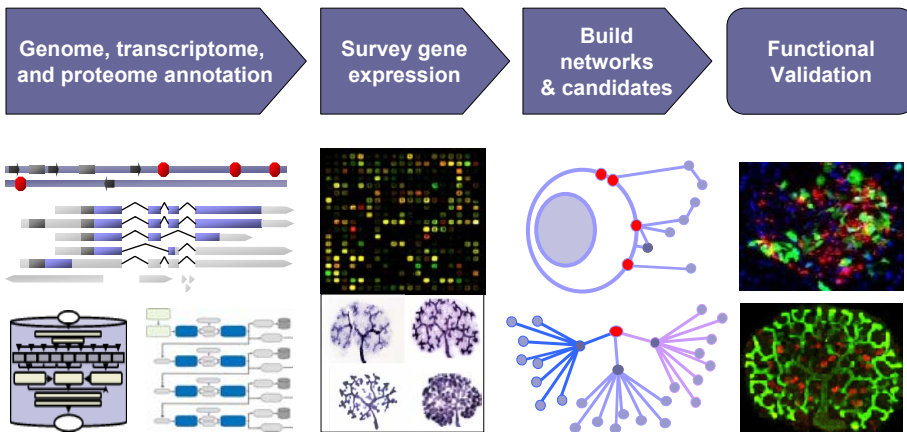 Genome, transcriptome,
and proteome annotation
Survey gene
expression
Build
networks
& candidates
Functional
Validation